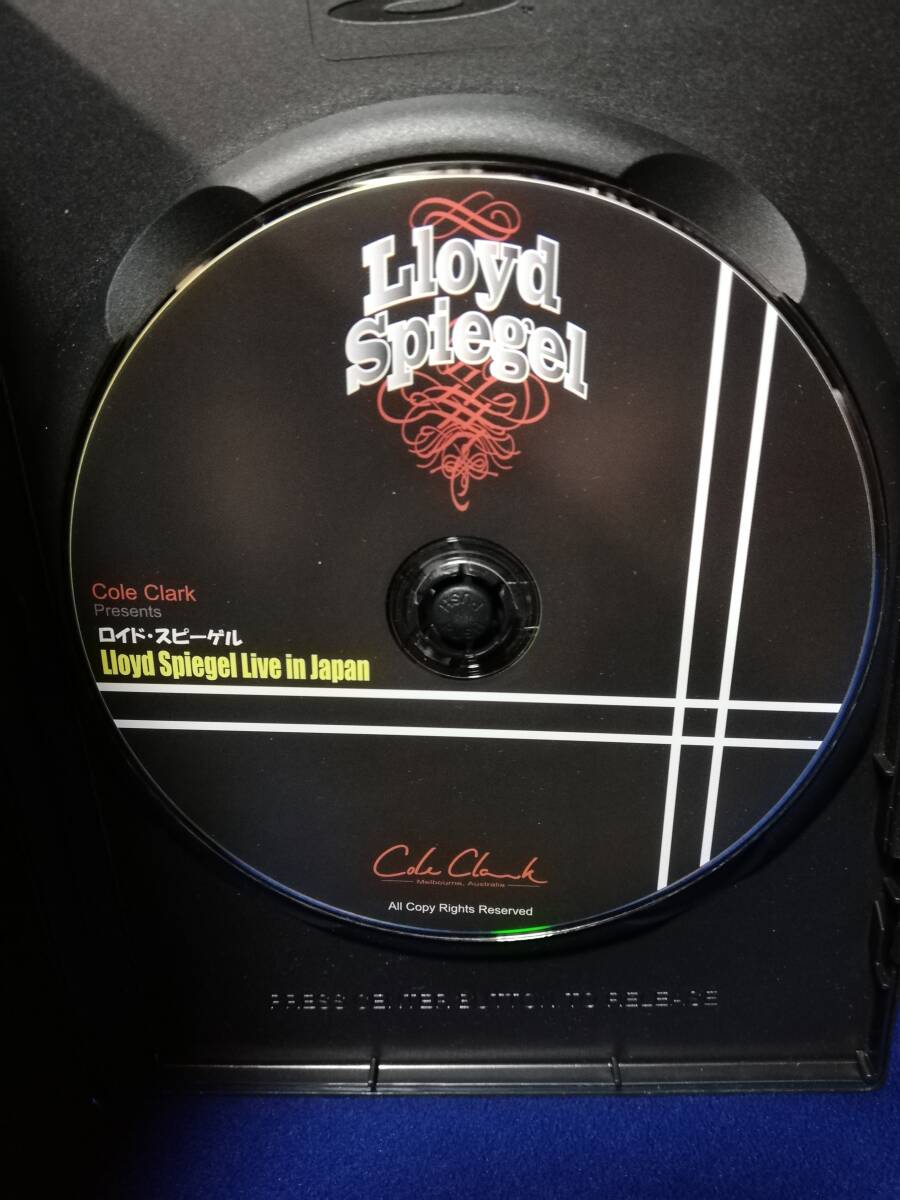 Lloyd
Spiegel
Cole Clark
Presents
ロイド・スピーゲル
Lloyd Spiegel Live in Japan
Cole Clark
Melbourne, Australia
All Copy Rights Reserved
PRESS CENTER BUTTON TO RELEASE